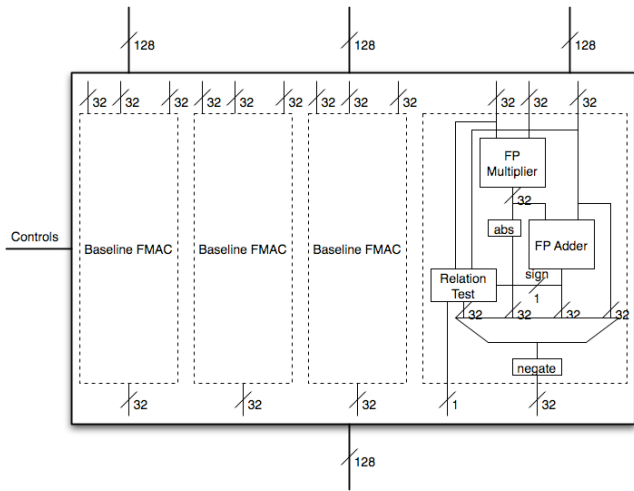 128 128 128
32 32 32 32 32 32 32 32 32 32 32 32
FP
Multiplier
32
abs
FP Adder
Controls
Baseline FMAC Baseline FMAC Baseline FMAC
sign
Relation
Test
1
32 32 32 32
negate
32 32 32 1 32
128